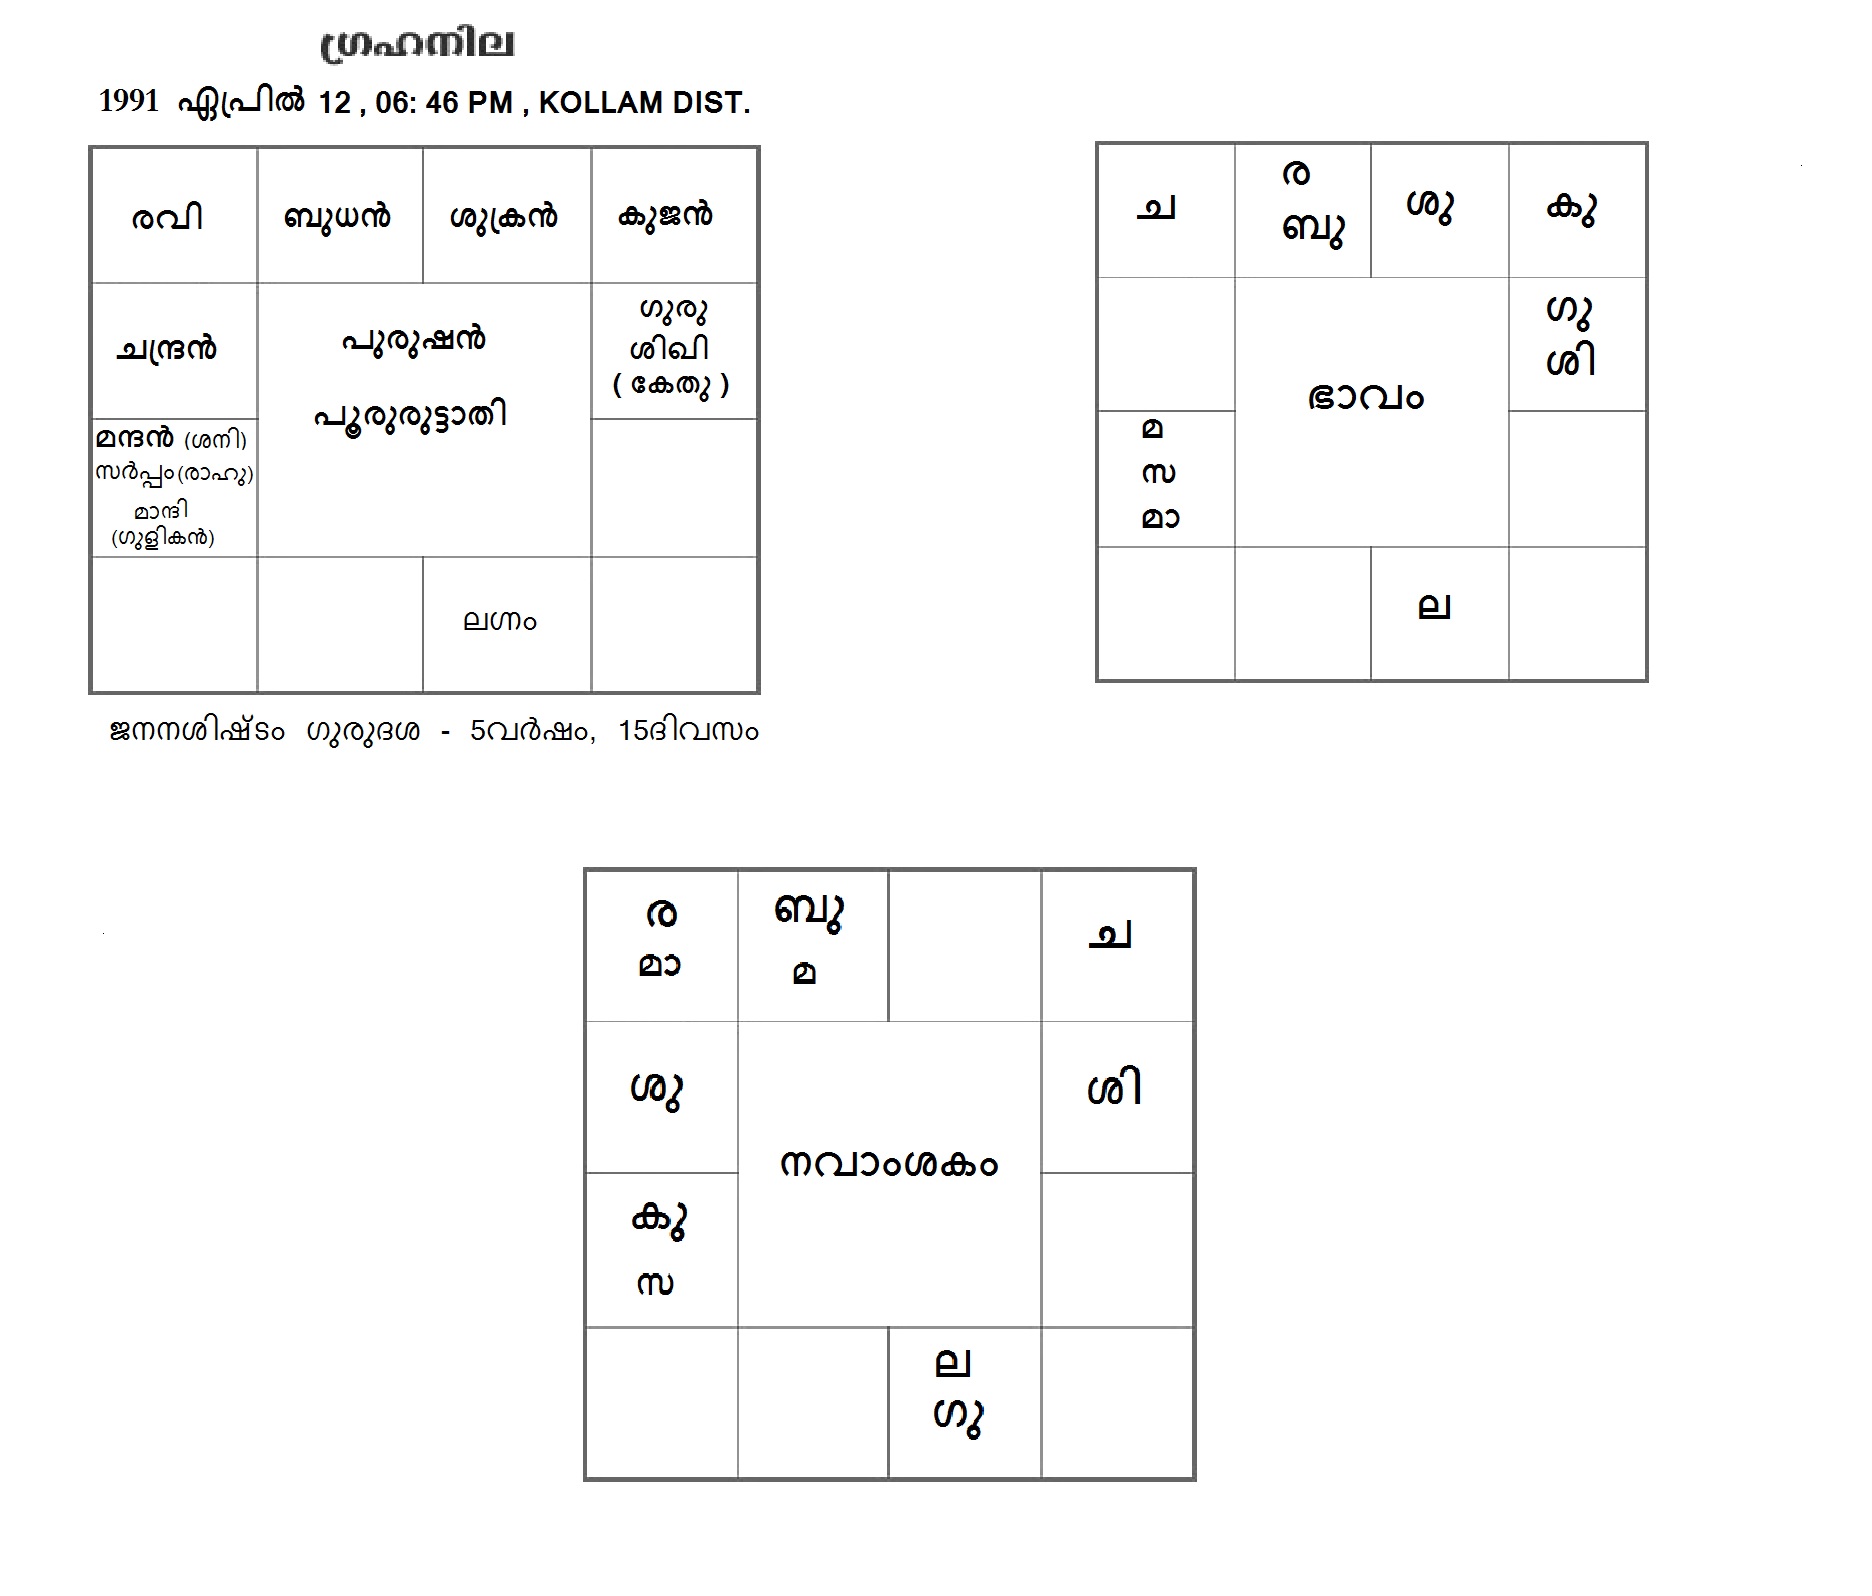 ഗ്രഹനില
1991 ഏപ്രിൽ 12 , 06: 46 PM , KOLLAM DIST.
രവി
ബുധൻ
ശുക്രൻ
കുജൻ
ചന്ദ്രൻ
പുരുഷൻ
പൂരുരുട്ടാതി
ഗുരു
ശിഖി
( കേതു )
മന്ദൻ (ശനി)
സർപ്പം(രാഹു)
മാന്ദി
(ഗുളികൻ)
ലഗ്നം
ജനനശിഷ്ടം ഗുരുദശ - 5വർഷം, 15ദിവസം
ച
ര
ബു
ശു
കു
ഗു
ശി
ഭാവം
മ
സ
മാ
ല
ര
മാ
ബു
മ
ച
ശു
ശി
നവാംശകം
കു
സ
ല
ഗു